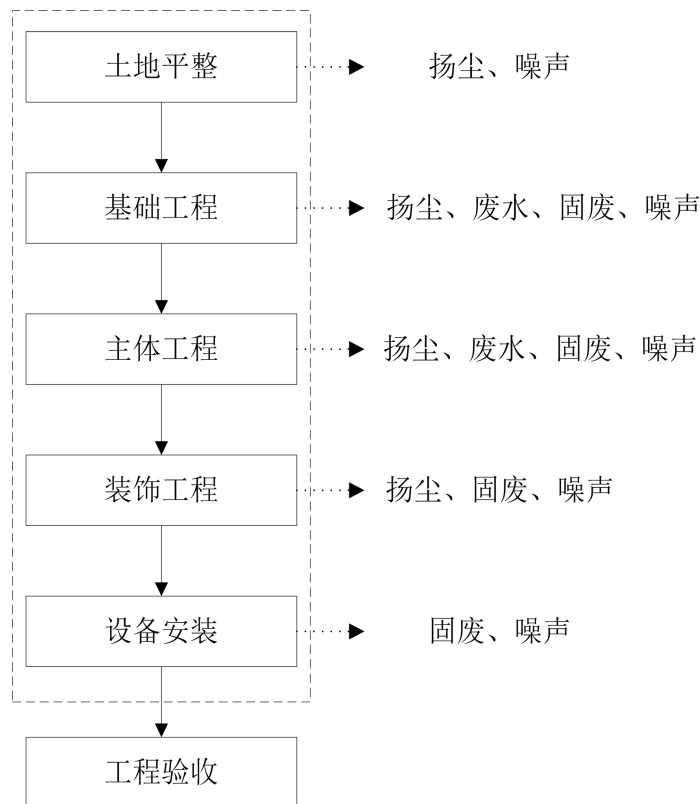 土地平整
扬尘、噪声
基础工程
扬尘、废水、固废、噪声
主体工程
扬尘、废水、固废、噪声
装饰工程
扬尘、固废、噪声
设备安装
固废、噪声
工程验收